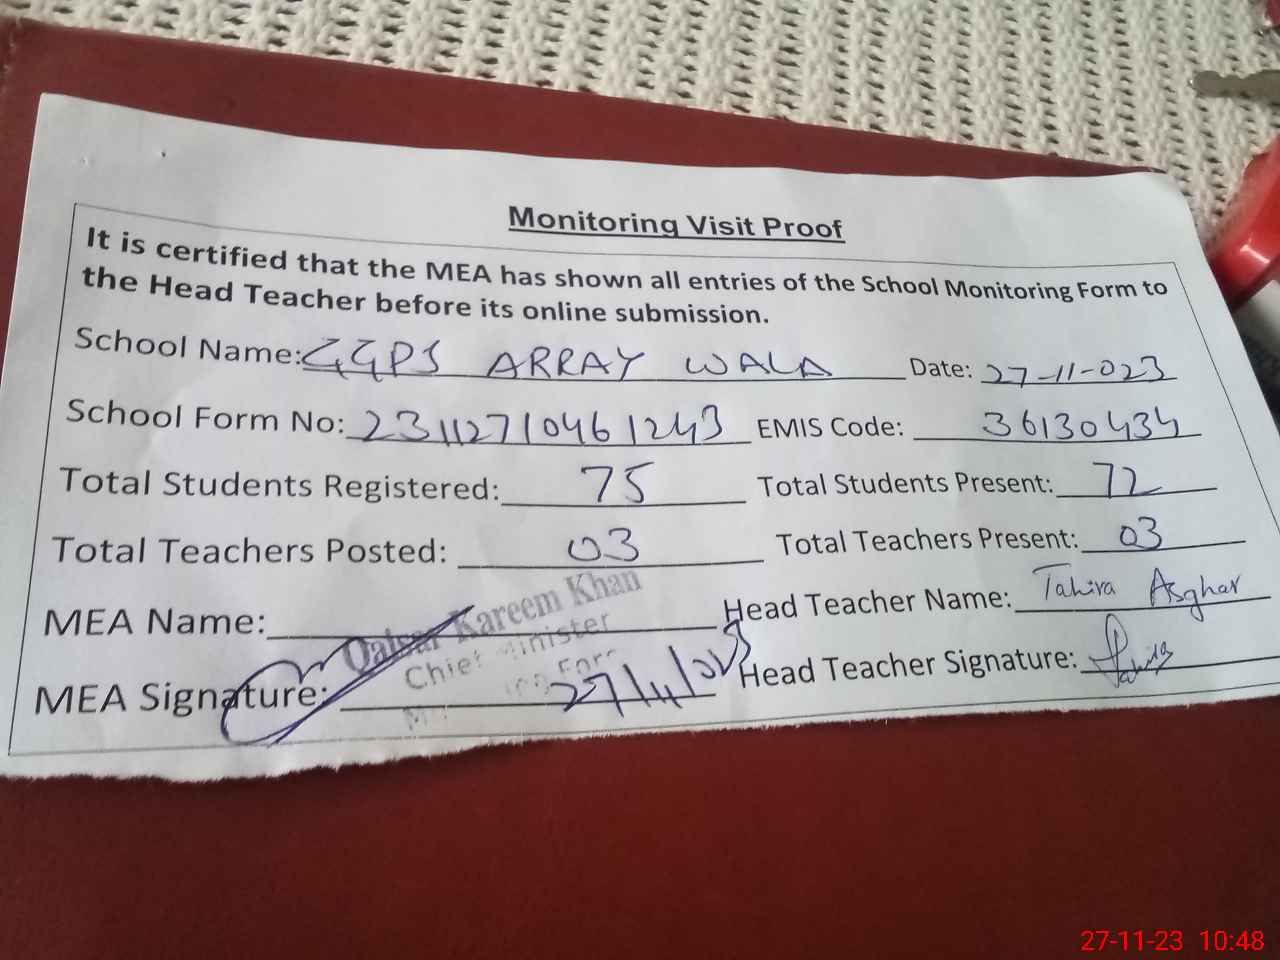 Monitoring Visit Proof
It is certified that the MEA has shown all entries of the School Monitoring Form to
the Head Teacher before its online submission.
School Name: GGPS ARRAY WALA Date: 27-11-023
School Form No: 23112710461243 EMIS Code: 36130434
Total Students Registered: 75 Total Students Present: 72
Total Teachers Posted: 03 Total Teachers Present: 03
MEA Name: Qaisar Kareem Khan Head Teacher Name: Tahira Asghar
Chief Minister
MEA Signature: 27/11/023 Head Teacher Signature: Tahira
27-11-23 10:48